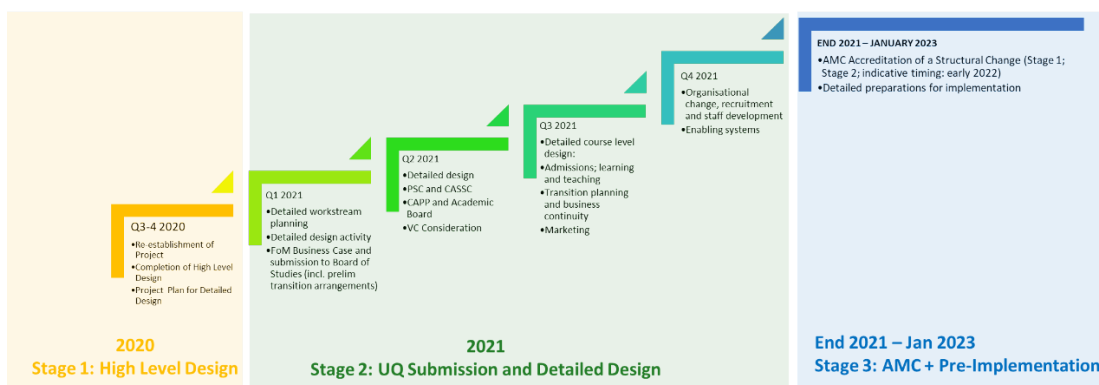 Q3-4 2020
•Re-establishment of
Project
•Completion of High Level
Design
•Project Plan for Detailed
Design
2020
Stage 1: High Level Design
Q1 2021
•Detailed workstream
planning
•Detailed design activity
•FoM Business Case and
submission to Board of
Studies (incl. prelim
transition arrangements)
Q2 2021
•Detailed design
•PSC and CASSC
•CAPP and Academic
Board
•VC Consideration
Q3 2021
•Detailed course level
design:
•Admissions; learning
and teaching
•Transition planning
and business
continuity
•Marketing
Q4 2021
•Organisational
change, recruitment
and staff development
•Enabling systems
2021
Stage 2: UQ Submission and Detailed Design
END 2021 – JANUARY 2023
•AMC Accreditation of a Structural Change (Stage 1;
Stage 2; indicative timing: early 2022)
•Detailed preparations for implementation
End 2021 – Jan 2023
Stage 3: AMC + Pre-Implementation